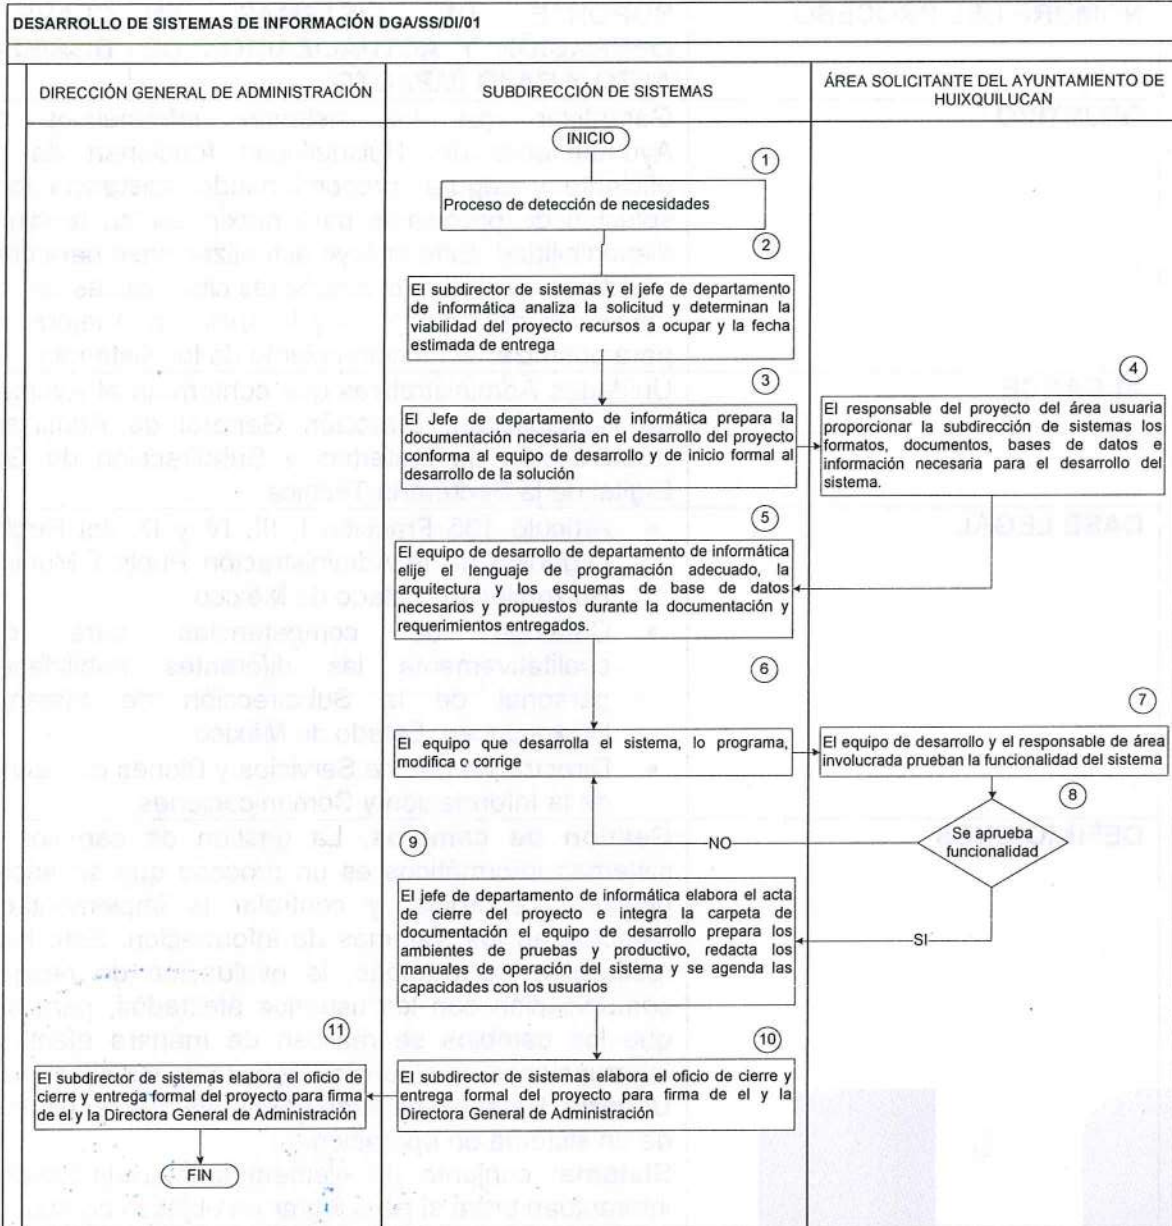 DESARROLLO DE SISTEMAS DE INFORMACIÓN DGA/SS/DI/01
DIRECCIÓN GENERAL DE ADMINISTRACIÓN
SUBDIRECCIÓN DE SISTEMAS
ÁREA SOLICITANTE DEL AYUNTAMIENTO DE
HUIXQUILUCAN
INICIO
1
Proceso de detección de necesidades
2
El subdirector de sistemas y el jefe de departamento
de informática analiza la solicitud y determinan la
viabilidad del proyecto recursos a ocupar y la fecha
estimada de entrega
3
El Jefe de departamento de informática prepara la
documentación necesaria en el desarrollo del proyecto
conforma al equipo de desarrollo y de inicio formal al
desarrollo de la solución
4
El responsable del proyecto del área usuaria
proporcionar la subdirección de sistemas los
formatos, documentos, bases de datos e
información necesaria para el desarrollo del
sistema.
5
El equipo de desarrollo de departamento de informática
elije el lenguaje de programación adecuado, la
arquitectura y los esquemas de base de datos
necesarios y propuestos durante la documentación y
requerimientos entregados.
6
El equipo que desarrolla el sistema, lo programa,
modifica o corrige
7
El equipo de desarrollo y el responsable de área
involucrada prueban la funcionalidad del sistema
8
Se aprueba
funcionalidad
NO
SI
9
El jefe de departamento de informática elabora el acta
de cierre del proyecto e integra la carpeta de
documentación el equipo de desarrollo prepara los
ambientes de pruebas y productivo, redacta los
manuales de operación del sistema y se agenda las
capacidades con los usuarios
10
El subdirector de sistemas elabora el oficio de cierre y
entrega formal del proyecto para firma de el y la
Directora General de Administración
11
El subdirector de sistemas elabora el oficio de
cierre y entrega formal del proyecto para firma
de el y la Directora General de Administración
FIN